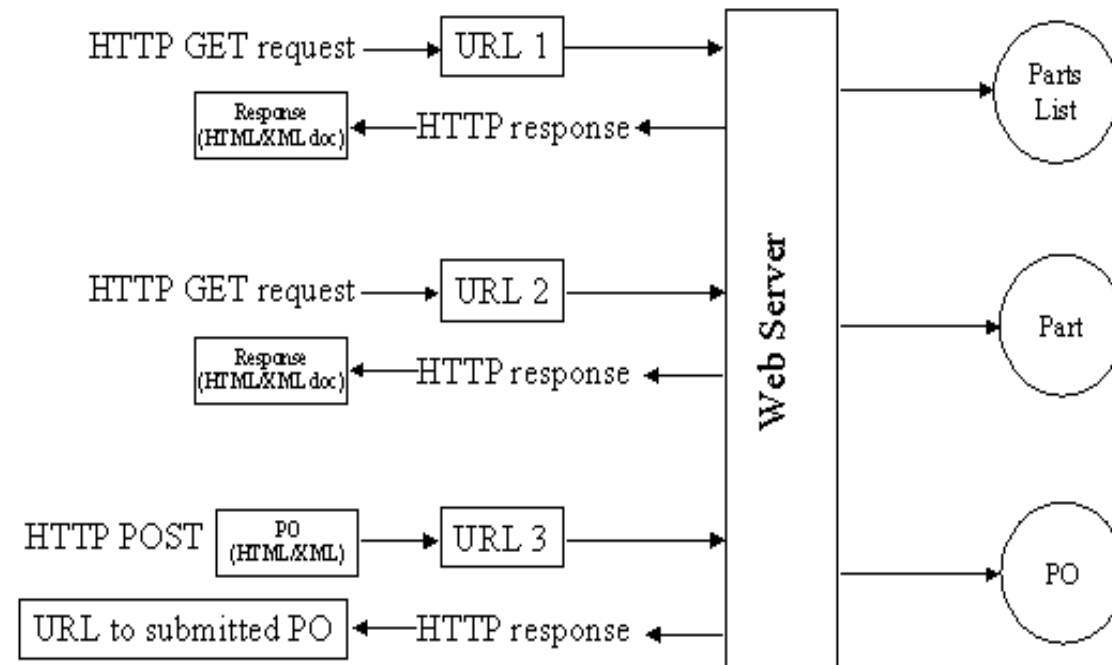 HTTP GET request
URL 1
Response
(HTML/XML doc)
HTTP response
Parts
List
HTTP GET request
URL 2
Response
(HTML/XML doc)
HTTP response
Web Server
Part
HTTP POST
PO
(HTML/XML)
URL 3
PO
URL to submitted PO
HTTP response